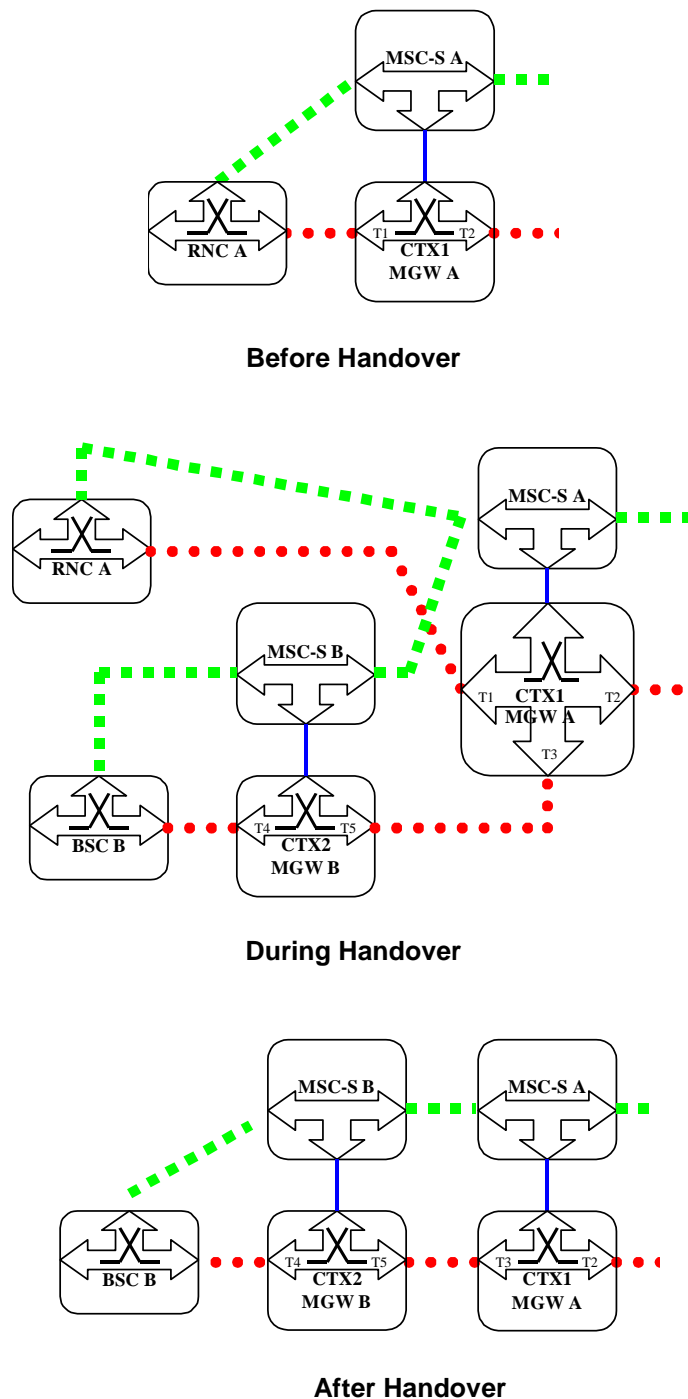 MSC-S A
RNC A
T1
T2
CTX1
MGW A
Before Handover
MSC-S A
RNC A
MSC-S B
T1
CTX1
T2
MGW A
T3
BSC B
T4
T5
CTX2
MGW B
During Handover
MSC-S B
MSC-S A
BSC B
T4
T5
CTX2
MGW B
T3
T2
CTX1
MGW A
After Handover